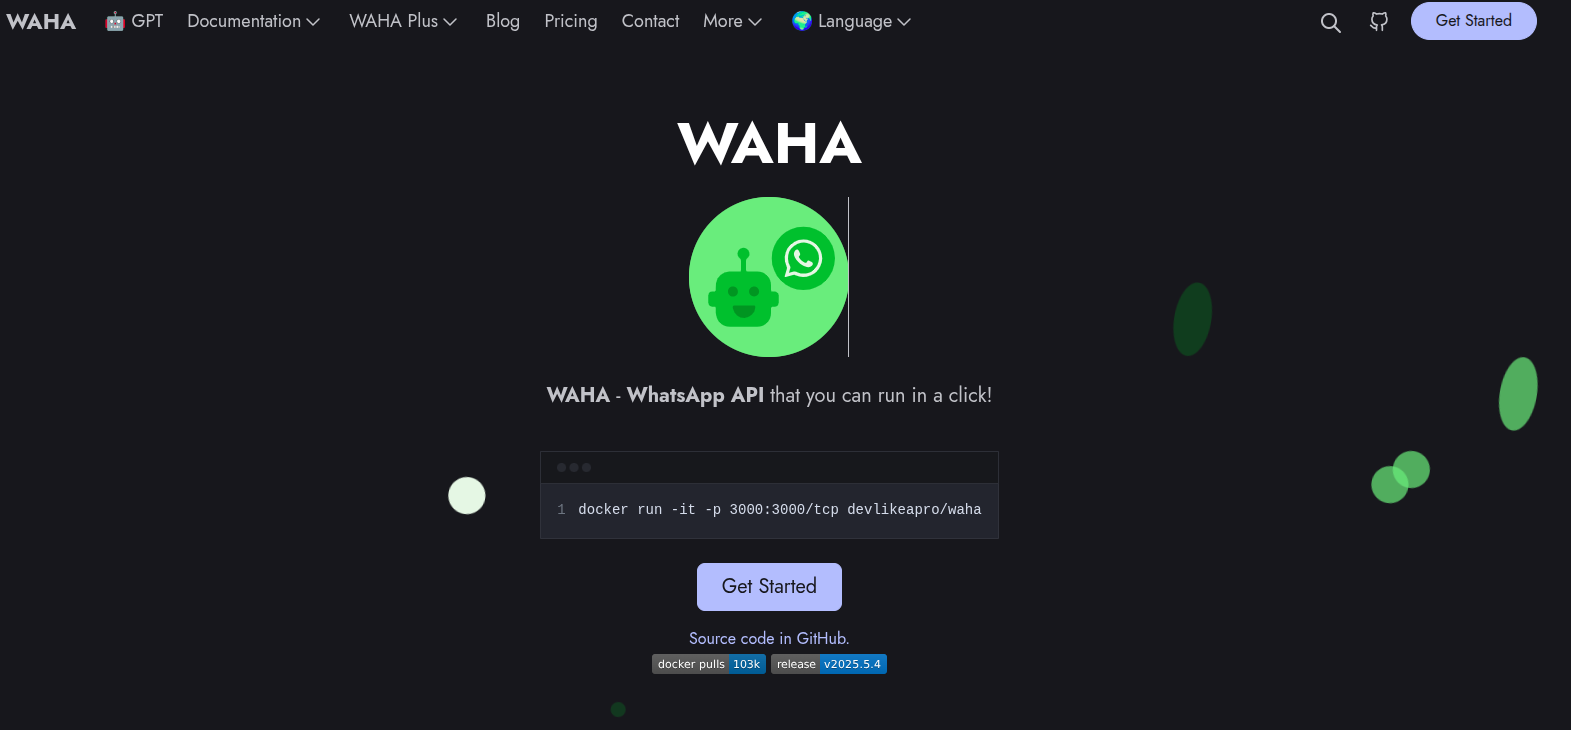 WAHA 🤖 GPT Documentation WAHA Plus Blog Pricing Contact More 🌍 Language Get Started
WAHA
WAHA - WhatsApp API that you can run in a click!
1 docker run -it -p 3000:3000/tcp devlikeapro/waha
Get Started
Source code in GitHub.
docker pulls 103k release v2025.5.4